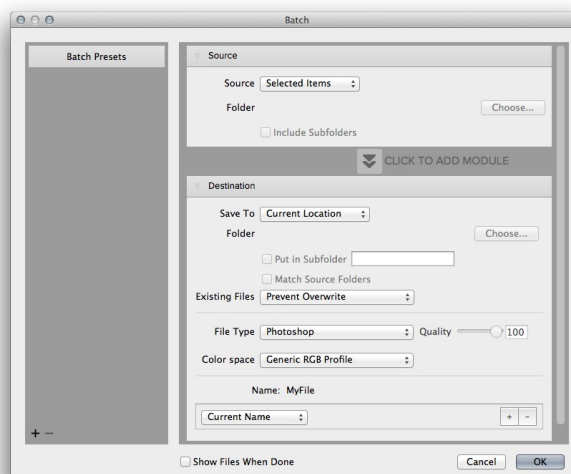 Batch
Batch Presets
Source
Source Selected Items
Folder Choose...
Include Subfolders
CLICK TO ADD MODULE
Destination
Save To Current Location
Folder Choose...
Put in Subfolder
Match Source Folders
Existing Files Prevent Overwrite
File Type Photoshop Quality 100
Color space Generic RGB Profile
Name: MyFile
Current Name + -
+ -
Show Files When Done Cancel OK